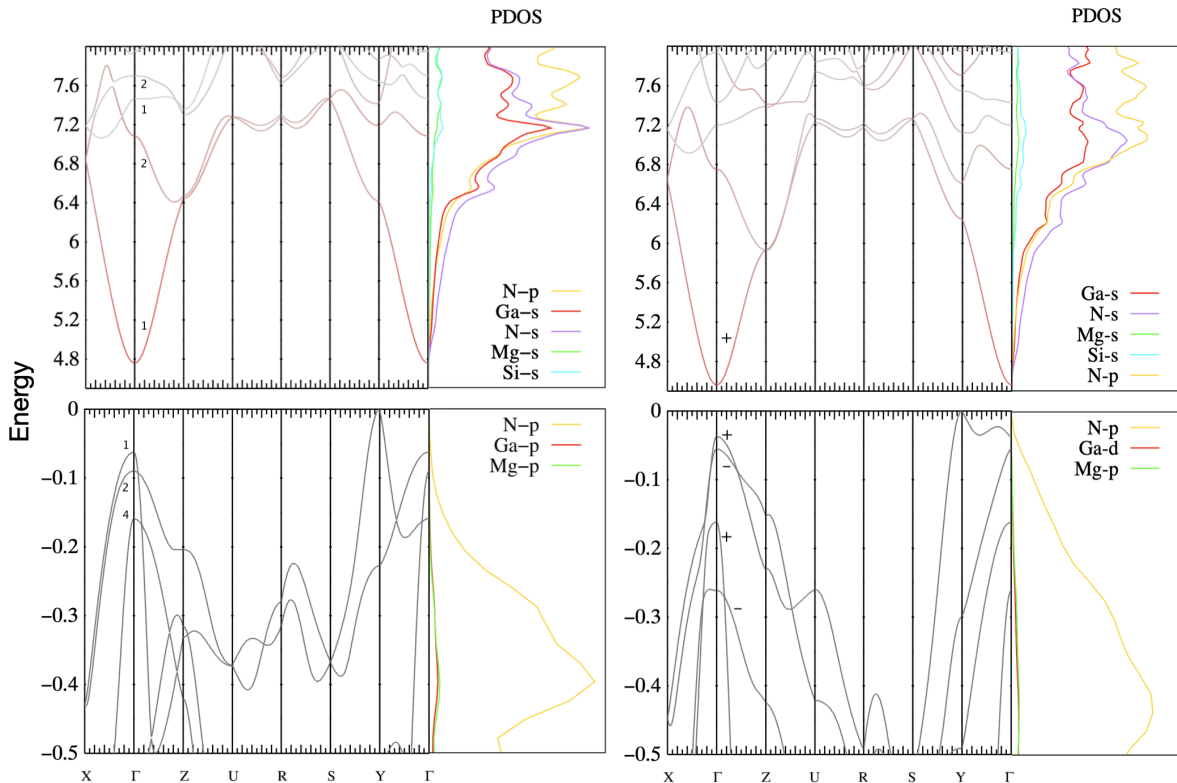 PDOS
PDOS
7.6
7.2
6.8
6.4
6
5.6
5.2
4.8
2
1
2
1
N−p
Ga−s
N−s
Mg−s
Si−s
7.6
7.2
6.8
6.4
6
5.6
5.2
4.8
+
Ga-s
N-s
Mg-s
Si-s
N-p
Energy
0
−0.1
−0.2
−0.3
−0.4
−0.5
1
2
4
N−p
Ga−p
Mg−p
X Γ Z U R S Y Γ
0
−0.1
−0.2
−0.3
−0.4
−0.5
+
−
+
−
N-p
Ga-d
Mg-p
X Γ Z U R S Y Γ